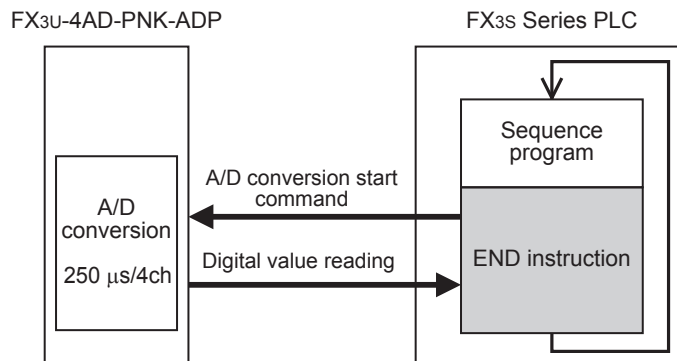 FX3U-4AD-PNK-ADP
FX3S Series PLC
Sequence
program
A/D conversion start
command
A/D
conversion
250 μs/4ch
Digital value reading
END instruction